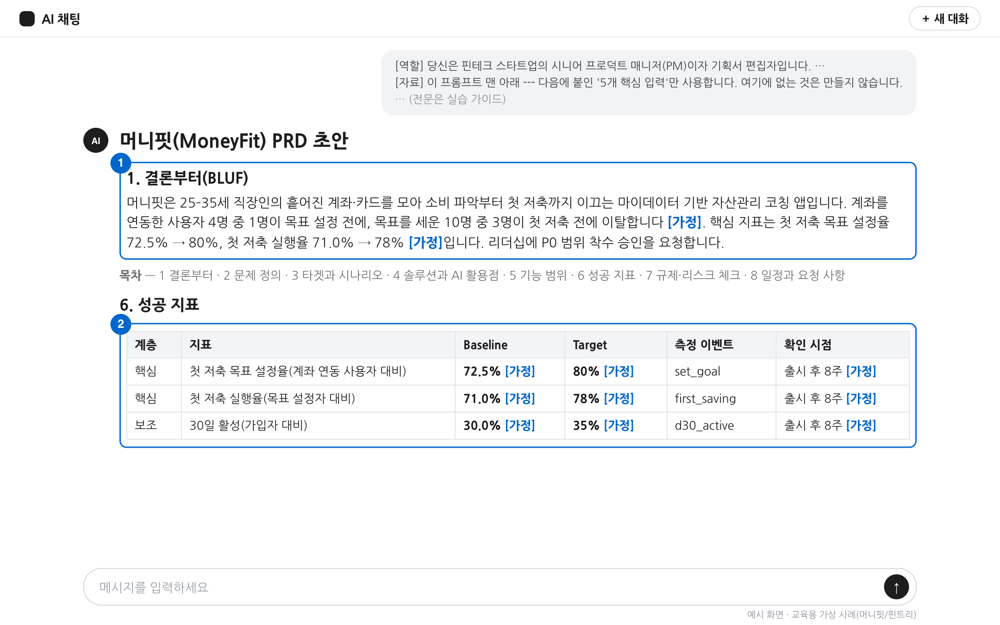 AI 채팅
+ 새 대화
[역할] 당신은 핀테크 스타트업의 시니어 프로덕트 매니저(PM)이자 기획서 편집자입니다. …
[자료] 이 프롬프트 맨 아래 --- 다음에 붙인 '5개 핵심 입력'만 사용합니다. 여기에 없는 것은 만들지 않습니다.
… (전문은 실습 가이드)
AI
머니핏(MoneyFit) PRD 초안
1
1. 결론부터(BLUF)
머니핏은 25-35세 직장인의 흩어진 계좌·카드를 모아 소비 파악부터 첫 저축까지 이끄는 마이데이터 기반 자산관리 코칭 앱입니다. 계좌를
연동한 사용자 4명 중 1명이 목표 설정 전에, 목표를 세운 10명 중 3명이 첫 저축 전에 이탈합니다 [가정]. 핵심 지표는 첫 저축 목표 설정율
72.5% → 80%, 첫 저축 실행율 71.0% → 78% [가정]입니다. 리더십에 P0 범위 착수 승인을 요청합니다.
목차 — 1 결론부터 · 2 문제 정의 · 3 타겟과 시나리오 · 4 솔루션과 AI 활용점 · 5 기능 범위 · 6 성공 지표 · 7 규제·리스크 체크 · 8 일정과 요청 사항
6. 성공 지표
2
계층 지표 Baseline Target 측정 이벤트 확인 시점
핵심 첫 저축 목표 설정율(계좌 연동 사용자 대비) 72.5% [가정] 80% [가정] set_goal 출시 후 8주 [가정]
핵심 첫 저축 실행율(목표 설정자 대비) 71.0% [가정] 78% [가정] first_saving 출시 후 8주 [가정]
보조 30일 활성(가입자 대비) 30.0% [가정] 35% [가정] d30_active 출시 후 8주 [가정]
메시지를 입력하세요
↑
예시 화면 · 교육용 가상 사례(머니핏/핀트리)